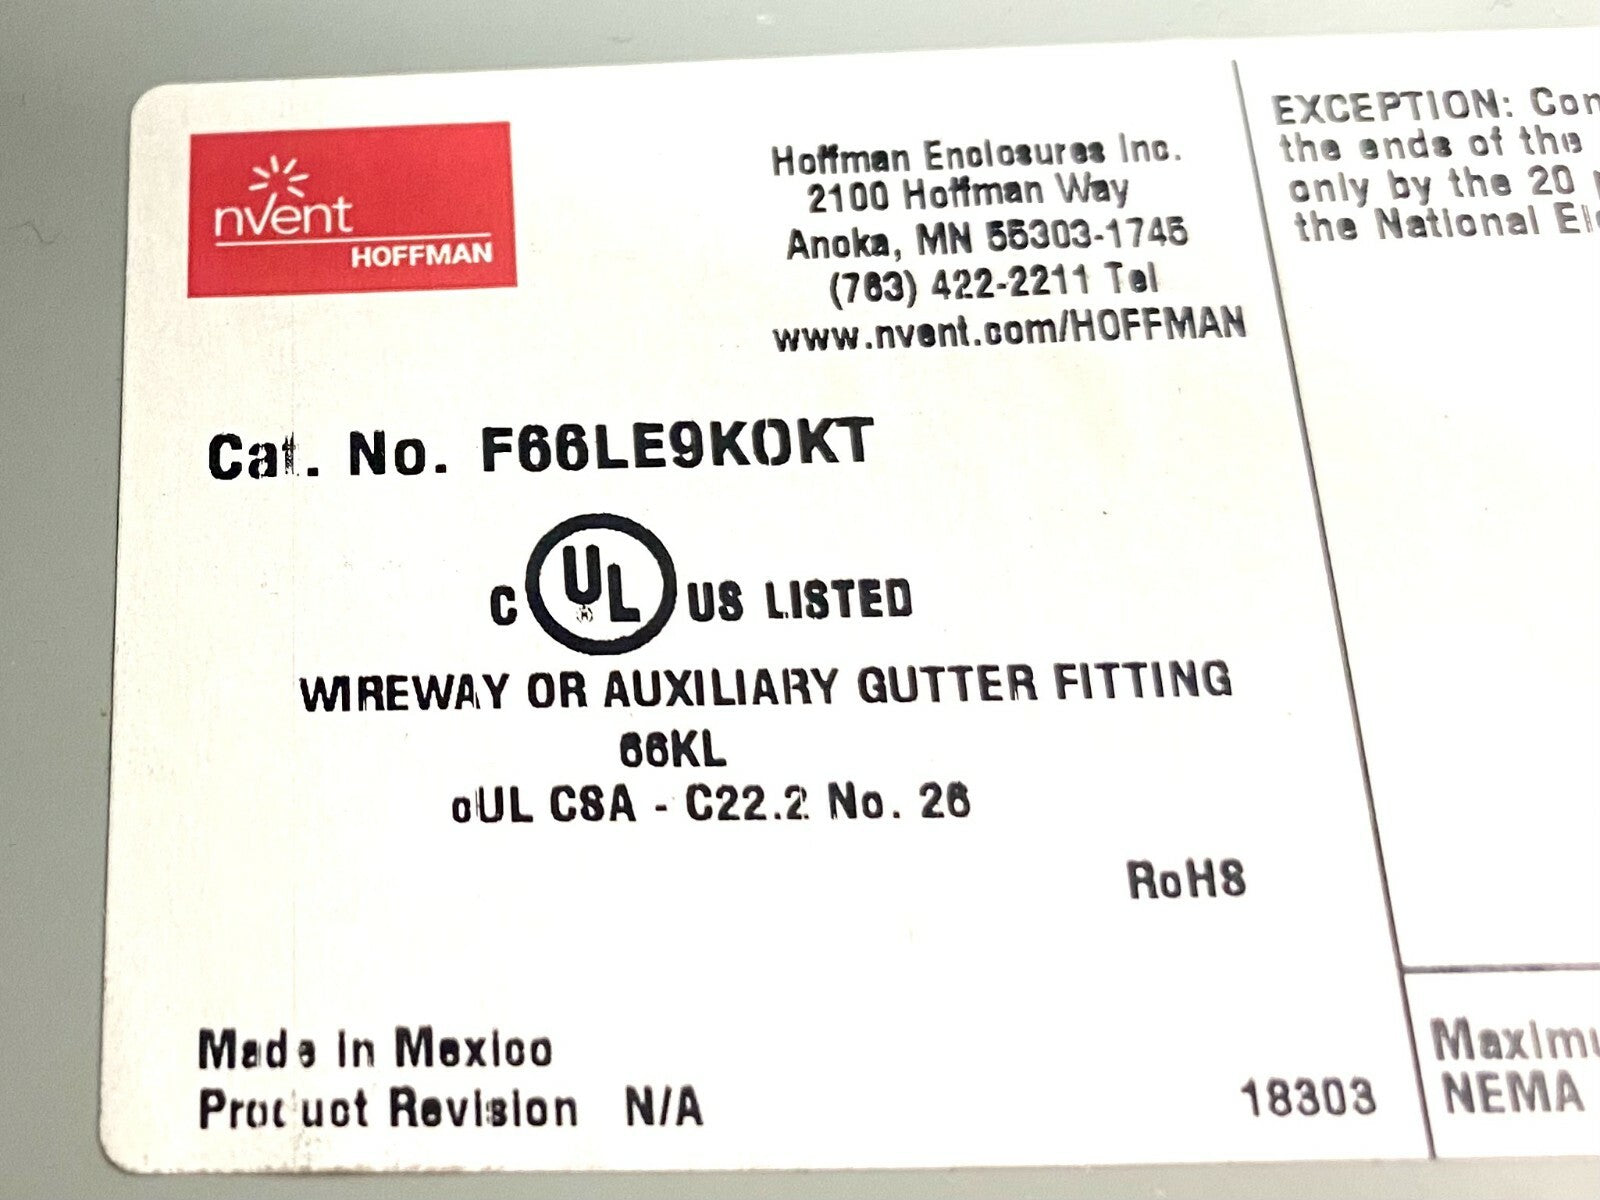 nVent
HOFFMAN
Hoffman Enclosures Inc.
2100 Hoffman Way
Anoka, MN 55303-1745
(763) 422-2211 Tel
www.nvent.com/HOFFMAN
Cat. No. F66LE9KOKT
C UL US LISTED
WIREWAY OR AUXILIARY GUTTER FITTING
66KL
cUL CSA - C22.2 No. 26
RoHS
Made in Mexico
Product Revision N/A
18303
EXCEPTION:
the ends of the
only by the 20
the National
NEMA